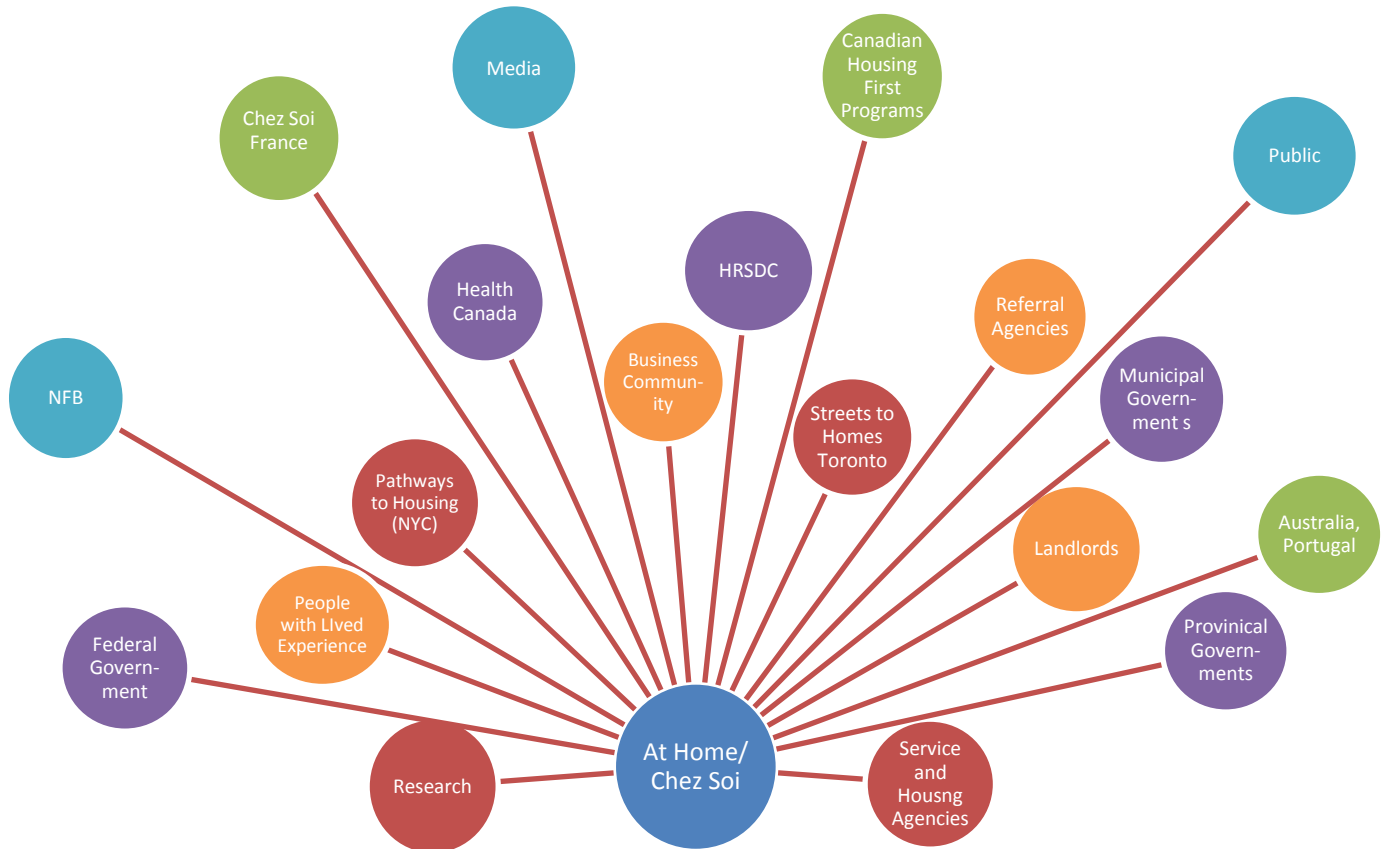 Media
Canadian
Housing
First
Programs
Chez Soi
France
Public
Health
Canada
HRSDC
Referral
Agencies
NFB
Business
Commun-
ity
Municipal
Govern-
ment s
Streets to
Homes
Toronto
Pathways
to Housing
(NYC)
Landlords
Australia,
Portugal
People
with LIved
Experience
Federal
Govern-
ment
Provinical
Govern-
ments
At Home/
Chez Soi
Research
Service
and
Housng
Agencies